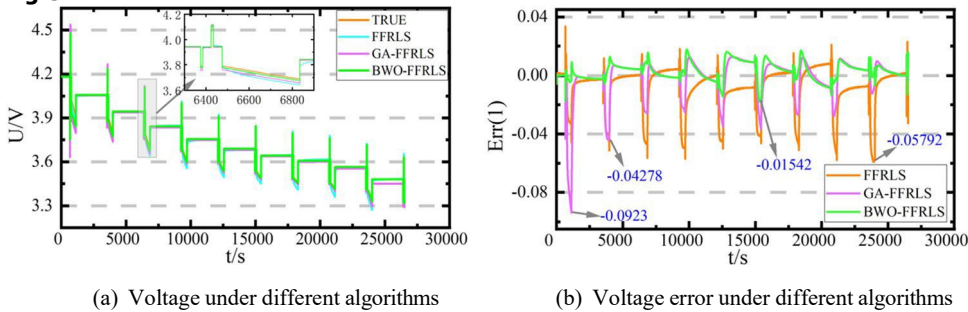 4.5
4.2
3.9
3.6
3.3
U/V
0 5000 10000 15000 20000 25000 30000
t/s
4.2
4.0
3.8
3.6
6400 6600 6800
TRUE
FFRLS
GA-FFRLS
BWO-FFRLS
(a) Voltage under different algorithms
0.04
0.00
-0.04
-0.08
Err(1)
0 5000 10000 15000 20000 25000 30000
t/s
-0.04278
-0.0923
-0.01542
-0.05792
FFRLS
GA-FFRLS
BWO-FFRLS
(b) Voltage error under different algorithms